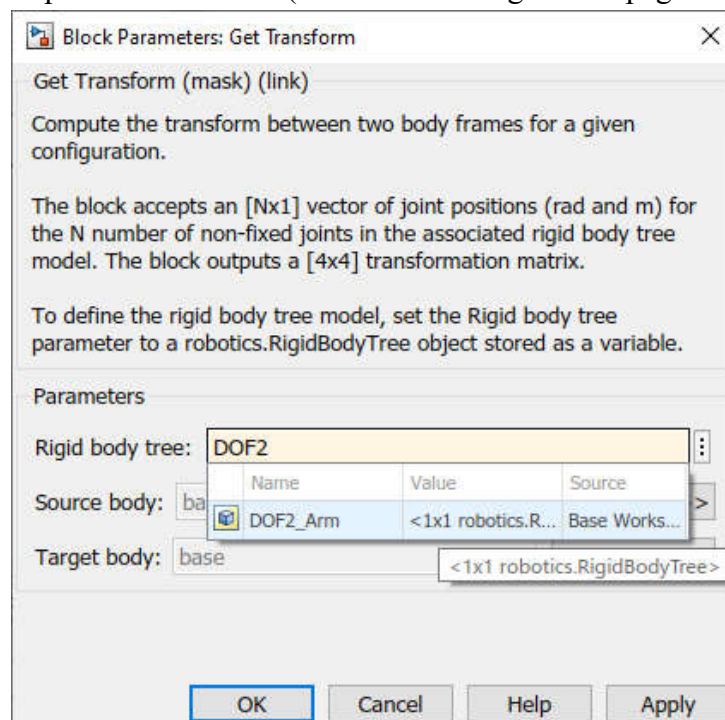 Block Parameters: Get Transform
Get Transform (mask) (link)
Compute the transform between two body frames for a given
configuration.
The block accepts an [Nx1] vector of joint positions (rad and m) for
the N number of non-fixed joints in the associated rigid body tree
model. The block outputs a [4x4] transformation matrix.
To define the rigid body tree model, set the Rigid body tree
parameter to a robotics.RigidBodyTree object stored as a variable.
Parameters
Rigid body tree: DOF2
Name Value Source
Source body: ba
DOF2_Arm <1x1 robotics.R... Base Works...
Target body: base
<1x1 robotics.RigidBodyTree>
OK Cancel Help Apply